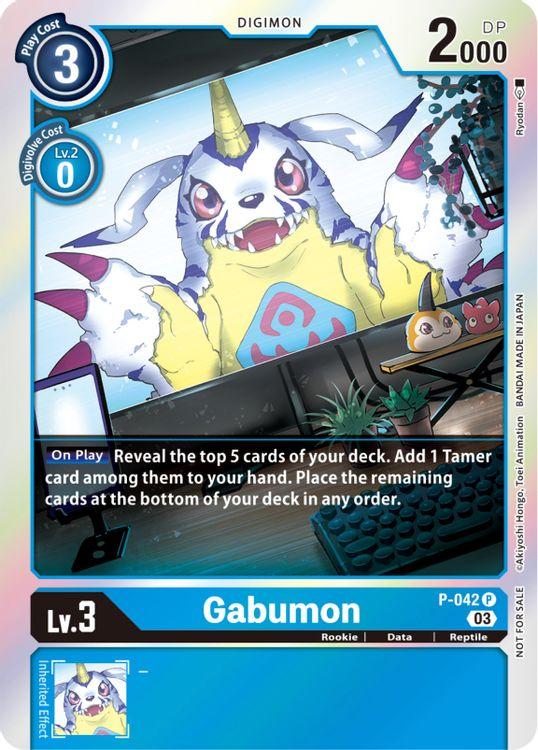 Play Cost
3
DIGIMON
DP
2000
Digivolve Cost
Lv.2
0
Ryodan
On Play Reveal the top 5 cards of your deck. Add 1 Tamer
card among them to your hand. Place the remaining
cards at the bottom of your deck in any order.
©Akiyoshi Hongo, Toei Animation BANDAI MADE IN JAPAN
NOT FOR SALE
Lv.3
Gabumon
P-042 P
03
Rookie | Data | Reptile
Inherited Effect
-